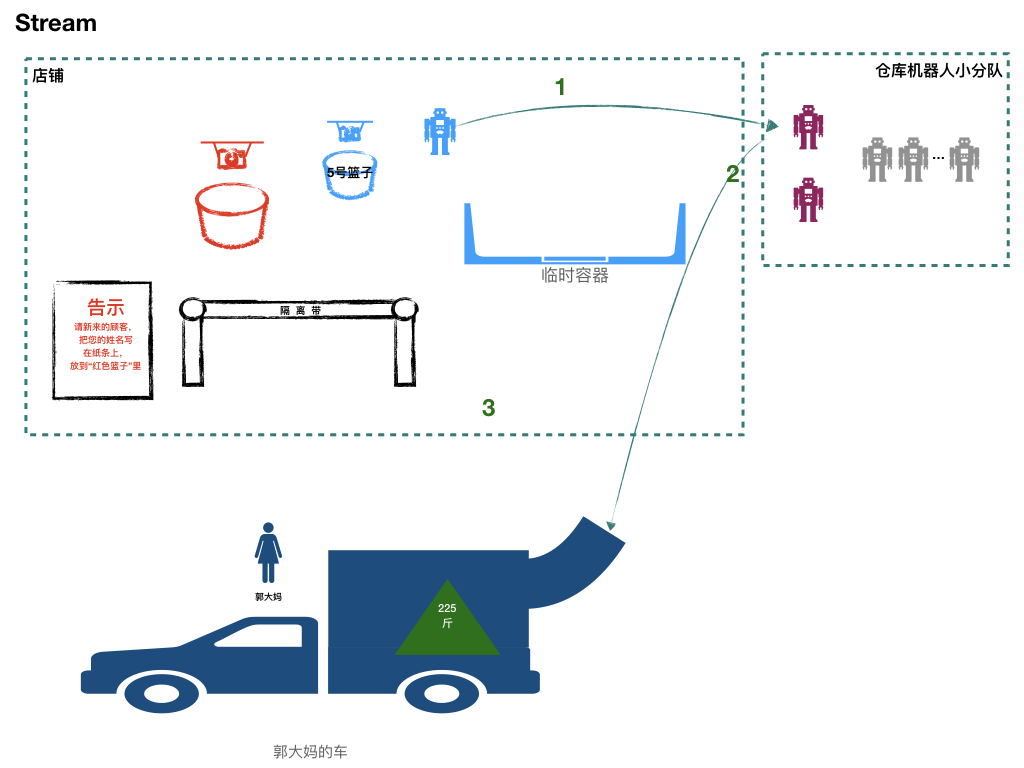 Stream
店铺
仓库机器人小分队
1
2
...
5号篮子
临时容器
告示
请新来的顾客，
把您的姓名写
在纸条上，
放到“红色篮子”里
隔 离 带
3
郭大妈
225
斤
郭大妈的车